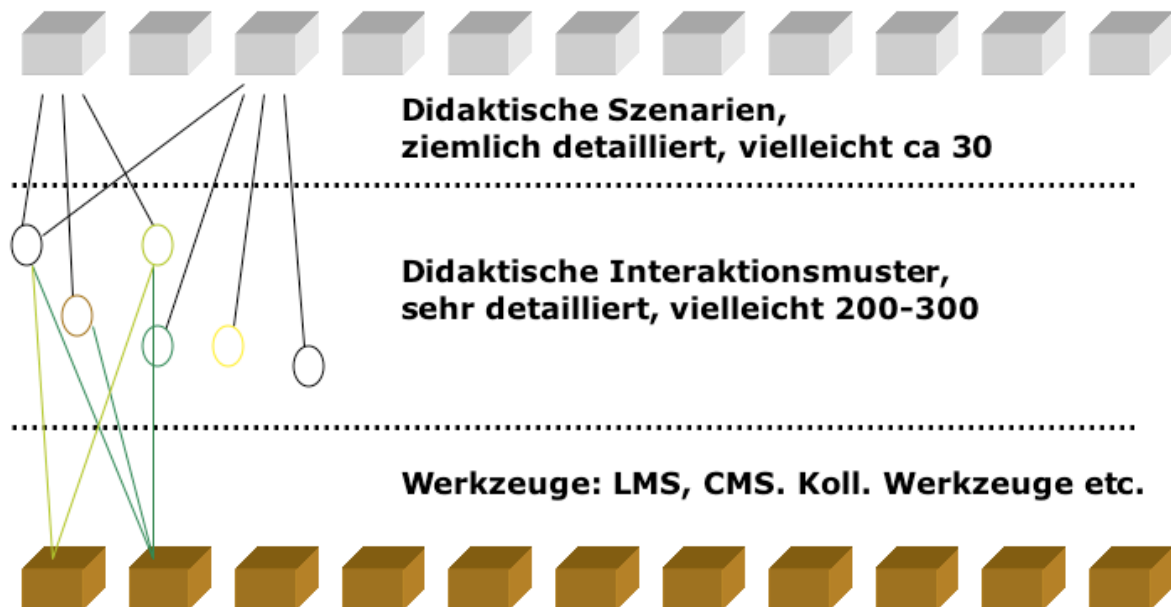 Didaktische Szenarien,
ziemlich detailliert, vielleicht ca 30
Didaktische Interaktionsmuster,
sehr detailliert, vielleicht 200-300
Werkzeuge: LMS, CMS. Koll. Werkzeuge etc.